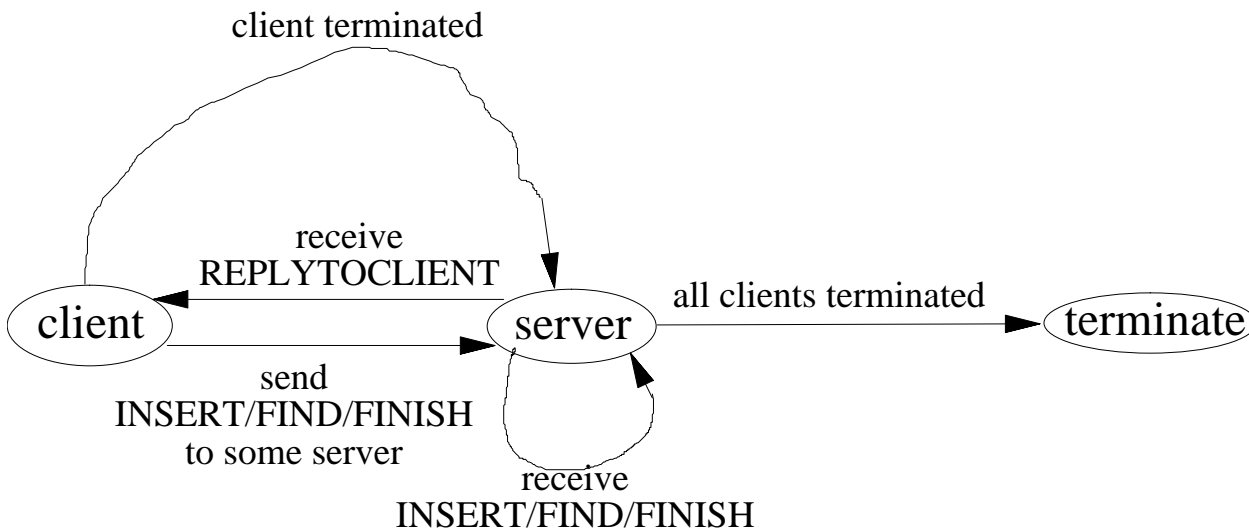 client terminated
receive
REPLYTOCLIENT
all clients terminated
client
server
terminate
send
INSERT/FIND/FINISH
to some server
receive
INSERT/FIND/FINISH